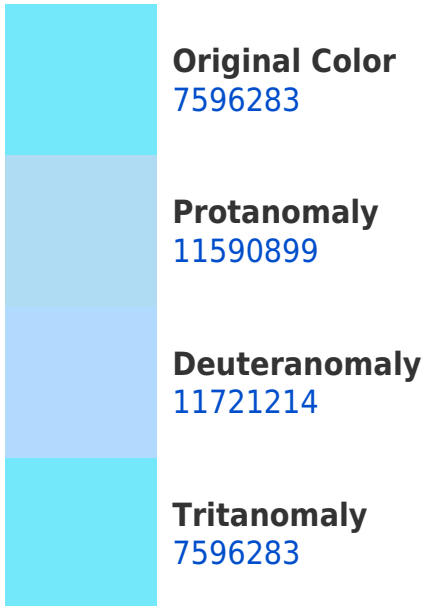 Original Color
7596283
Protanomaly
11590899
Deuteranomaly
11721214
Tritanomaly
7596283